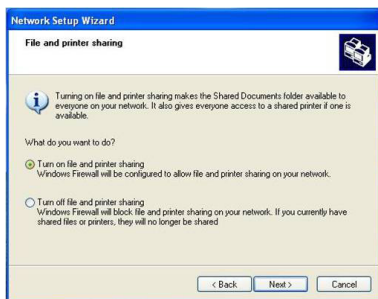 Network Setup Wizard
File and printer sharing
Turning on file and printer sharing makes the Shared Documents folder available to
everyone on your network. It also gives everyone access to a shared printer if one is
available.
What do you want to do?
Turn on file and printer sharing
Windows Firewall will be configured to allow file and printer sharing on your network.
Turn off file and printer sharing
Windows Firewall will block file and printer sharing on your network. If you currently have
shared files or printers, they will no longer be shared
< Back Next > Cancel